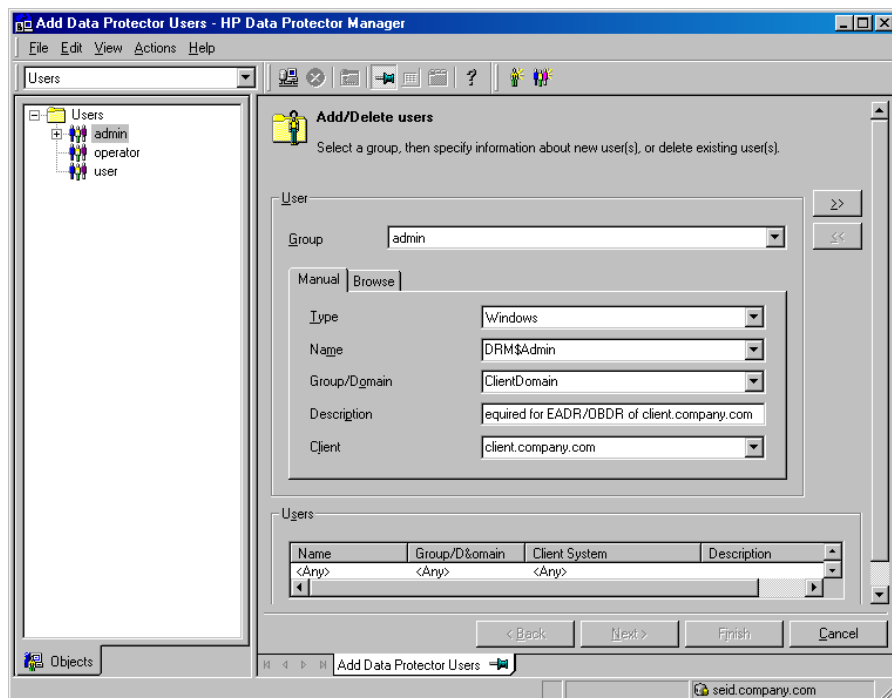 Add Data Protector Users - HP Data Protector Manager
File Edit View Actions Help
Users
Users
admin
operator
user
Objects
Add/Delete users
Select a group, then specify information about new user(s), or delete existing user(s).
User
>>
<<
Group admin
Manual Browse
Type Windows
Name DRM$Admin
Group/Domain ClientDomain
Description equired for EADR/OBDR of client.company.com
Client client.company.com
Users
Name Group/D&omain Client System Description
<Any> <Any> <Any>
< Back Next > Finish Cancel
Add Data Protector Users
seid.company.com